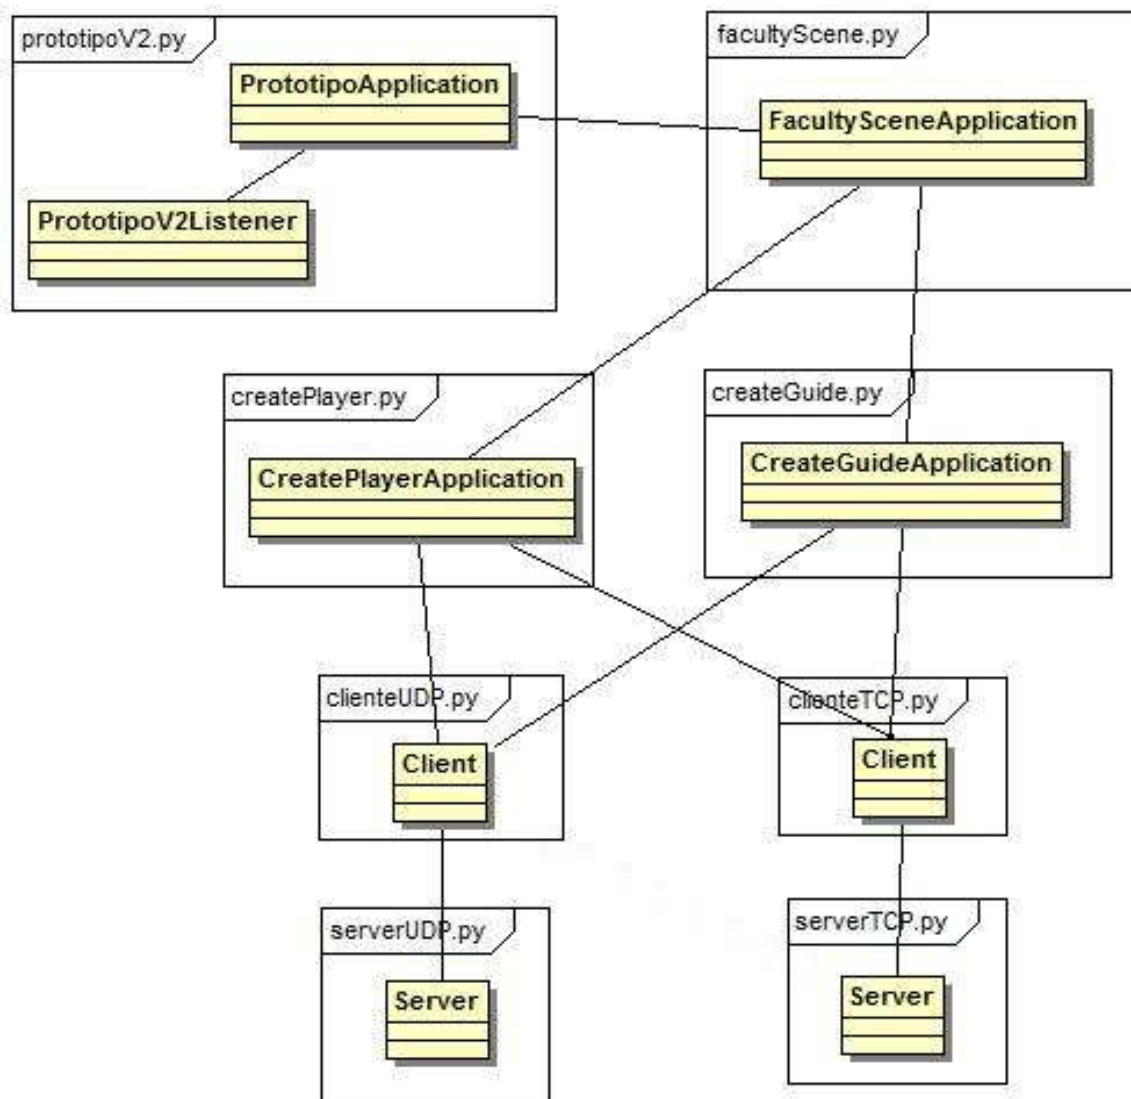 prototipoV2.py
PrototipoApplication
PrototipoV2Listener
facultyScene.py
FacultySceneApplication
createPlayer.py
CreatePlayerApplication
createGuide.py
CreateGuideApplication
clienteUDP.py
Client
clienteTCP.py
Client
serverUDP.py
Server
serverTCP.py
Server